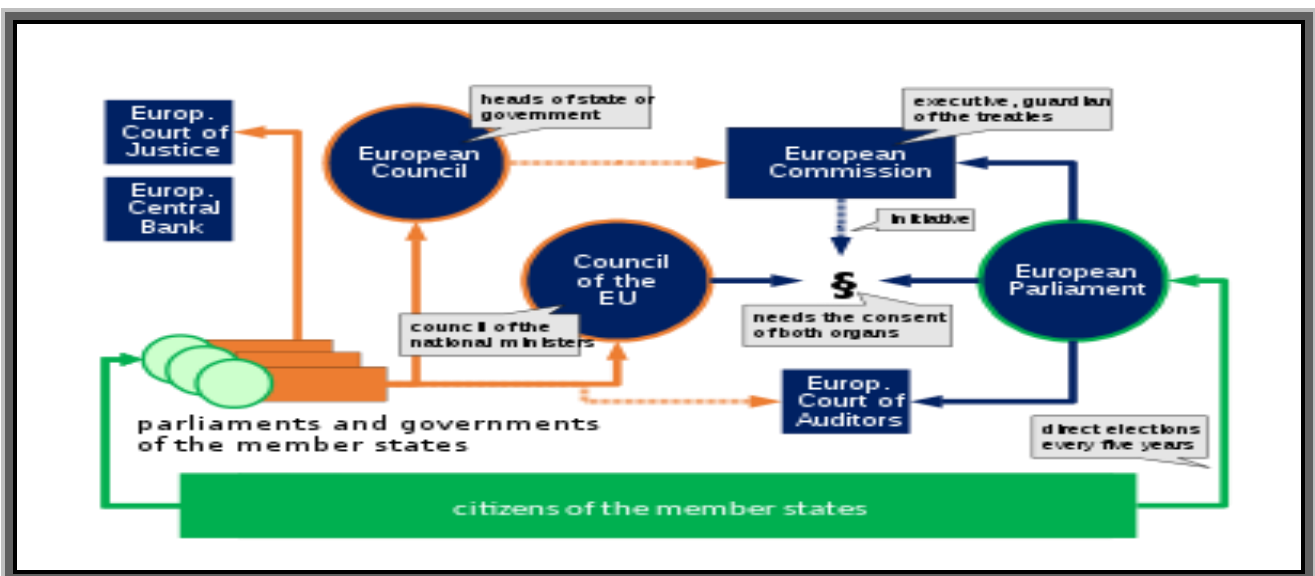 heads of state or
government
executive, guardian
of the treaties
Europ.
Court of
Justice
European
Council
European
Commission
Europ.
Central
Bank
initiative
Council
of the
EU
§
European
Parliament
needs the consent
of both organs
council of the
national ministers
Europ.
Court of
Auditors
parliaments and governments
of the member states
direct elections
every five years
citizens of the member states